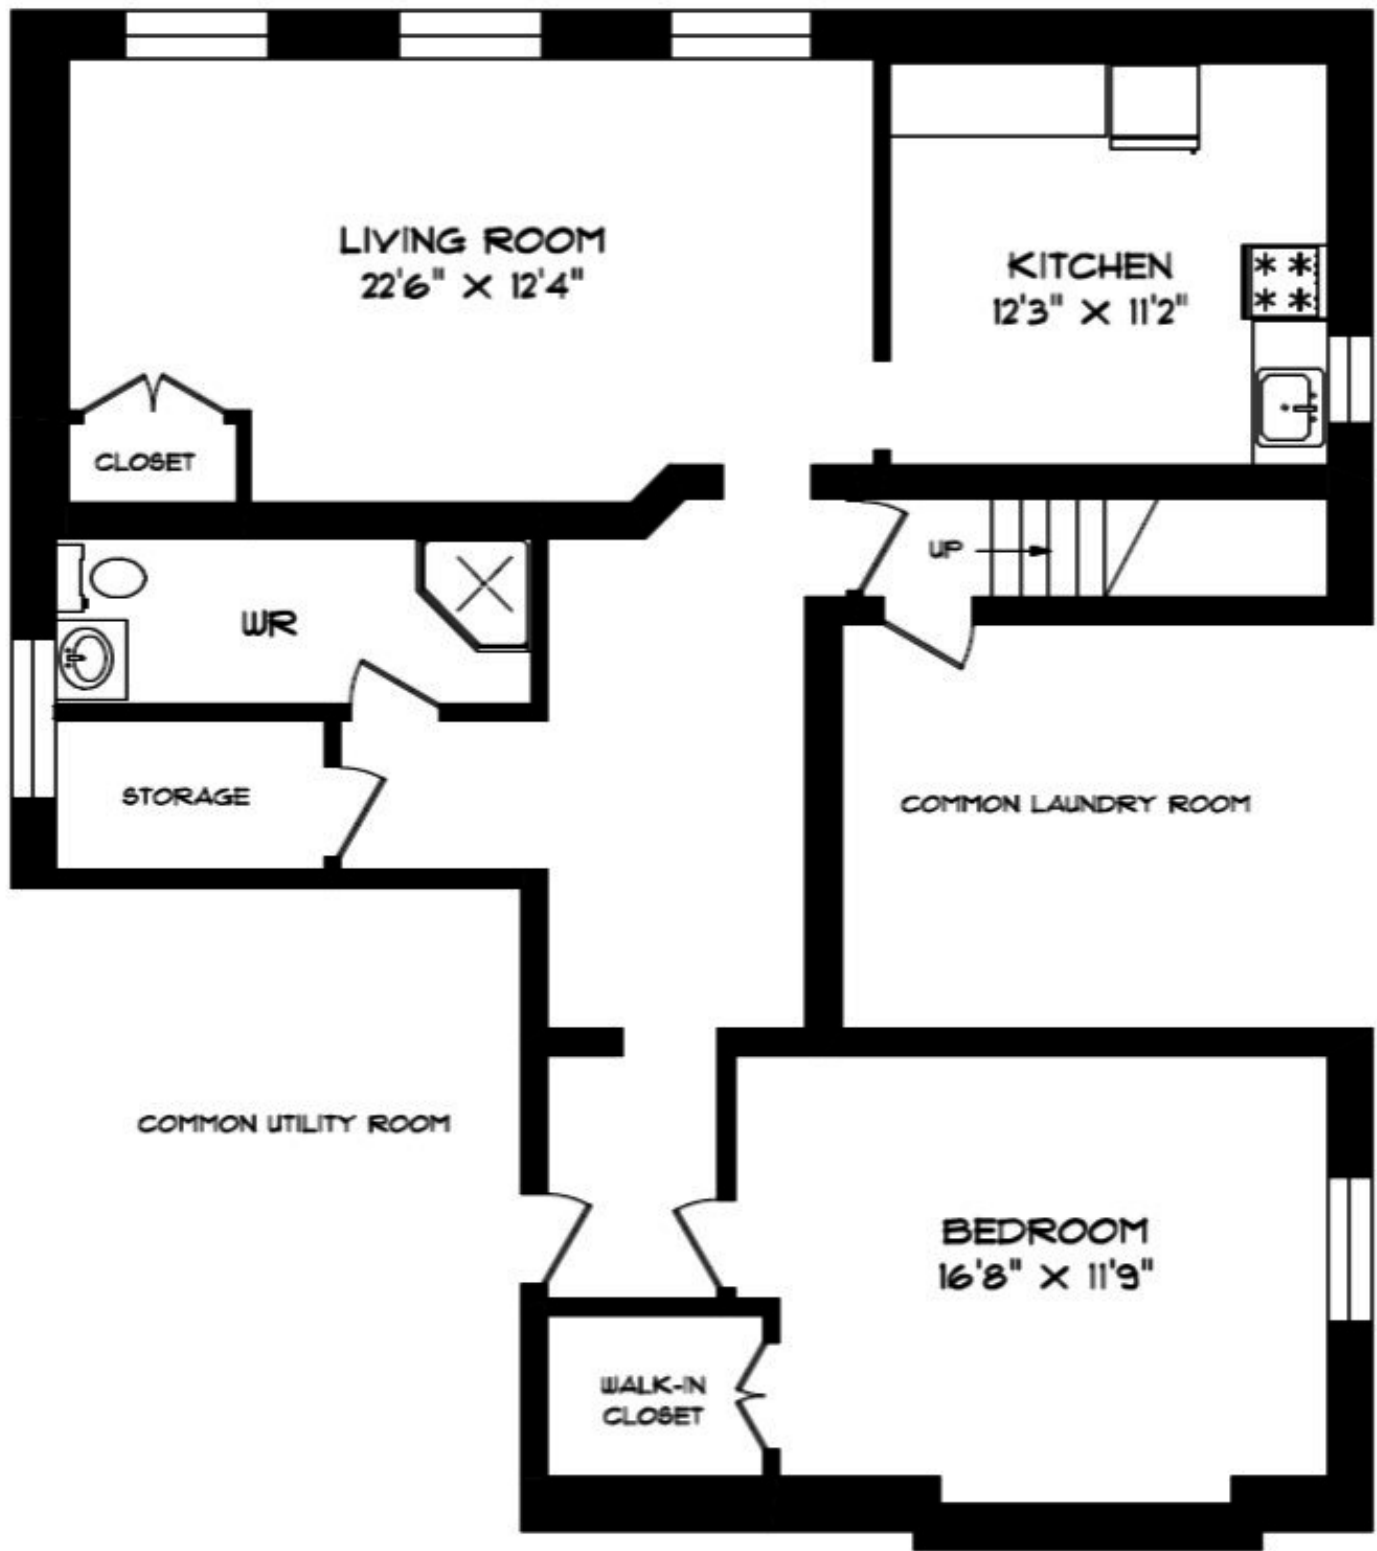 LIVING ROOM
22'6" X 12'4"
KITCHEN
12'3" X 11'2"
CLOSET
UP
WR
STORAGE
COMMON LAUNDRY ROOM
COMMON UTILITY ROOM
BEDROOM
16'8" X 11'9"
WALK-IN
CLOSET